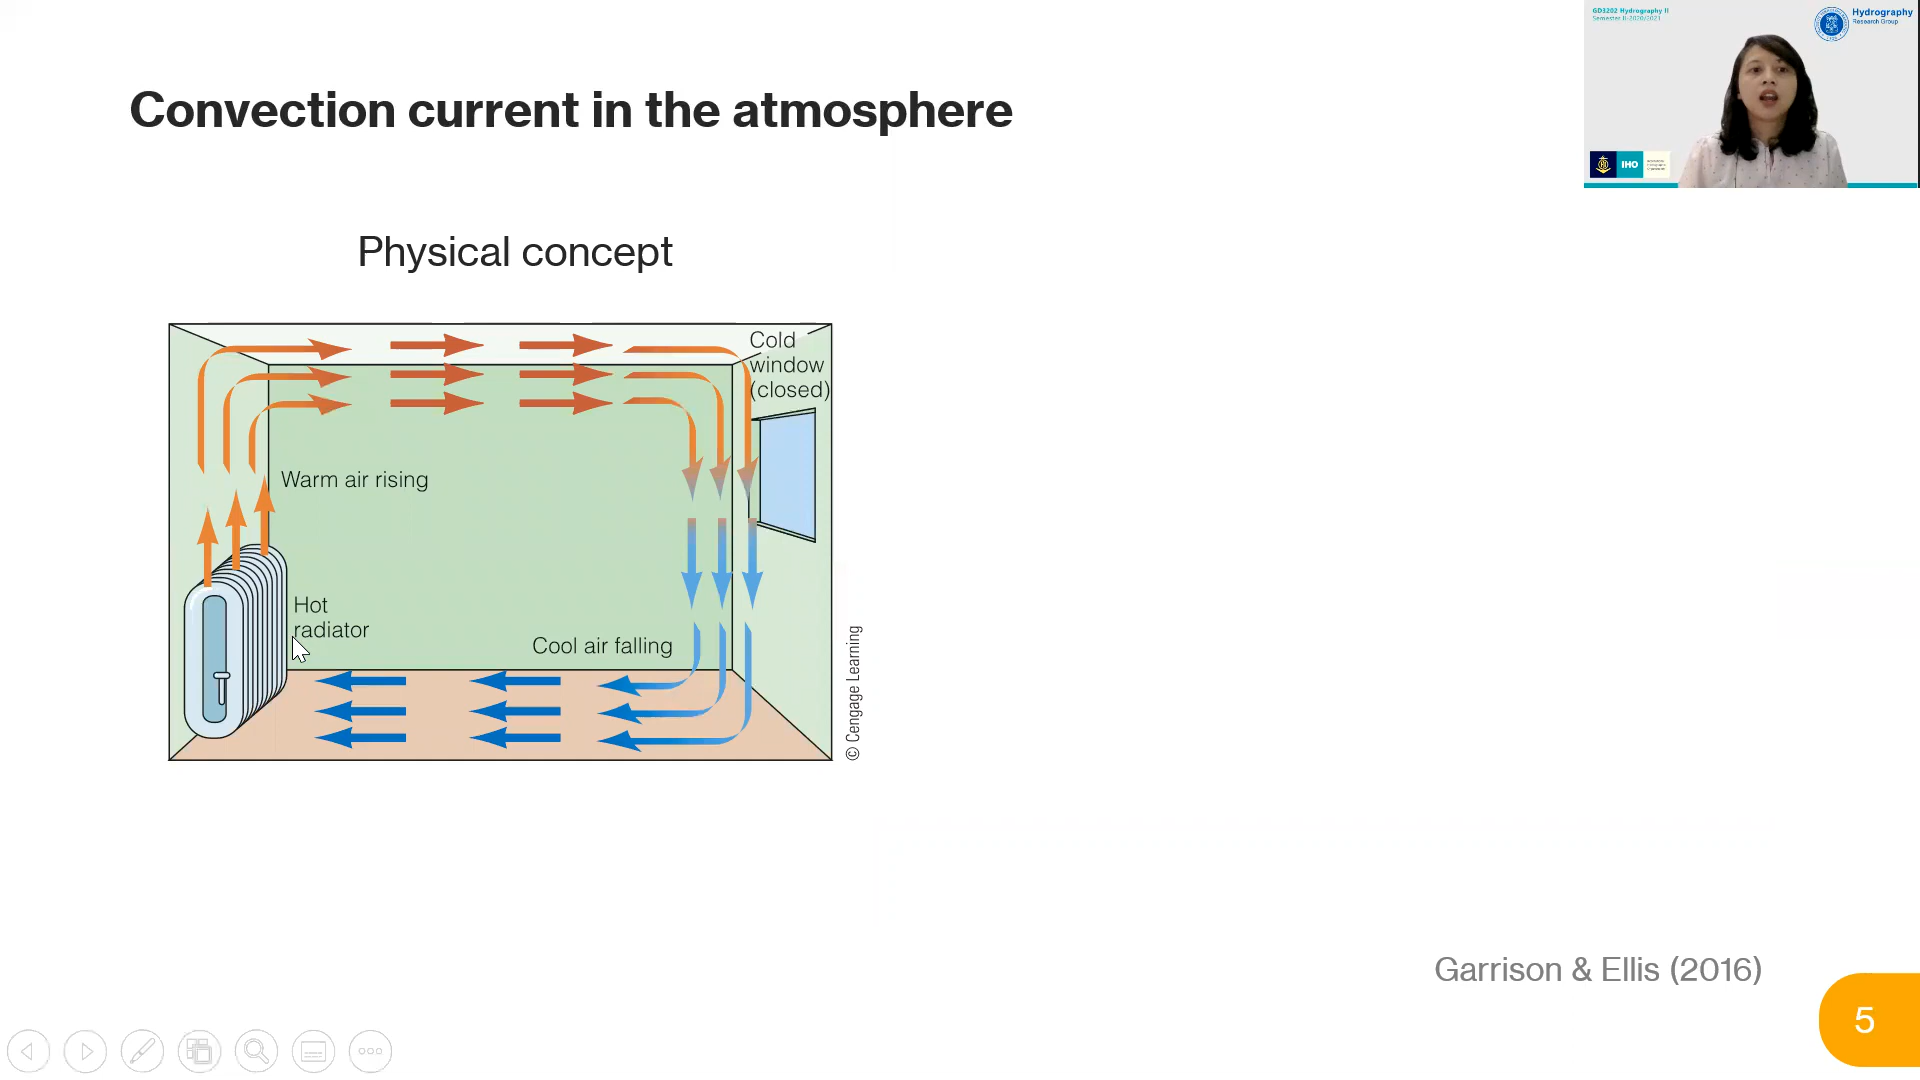 GD3202 Hydrography II
Semester II-2020/2021
Hydrography
Research Group
IHO
Convection current in the atmosphere
Physical concept
Cold
window
(closed)
Warm air rising
Hot
radiator
Cool air falling
© Cengage Learning
Garrison & Ellis (2016)
5